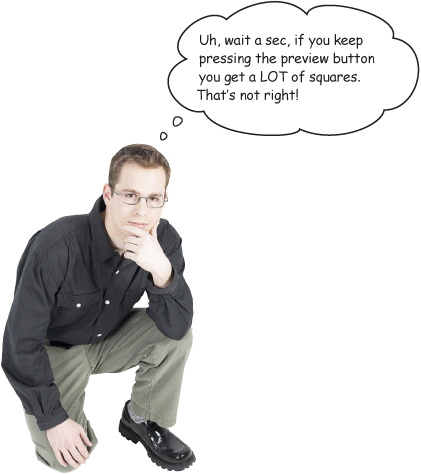 Uh, wait a sec, if you keep
pressing the preview button
you get a LOT of squares.
That's not right!